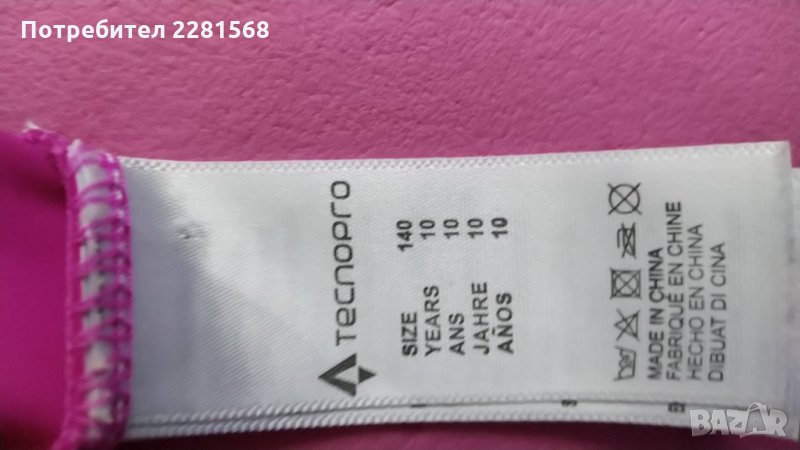 Потребител 2281568
TECNOPRO
SIZE 140
YEARS 10
ANS 10
JAHRE 10
AÑOS 10
MADE IN CHINA
FABRIQUÉ EN CHINE
HECHO EN CHINA
DIBUAT DI CINA
BAZAR